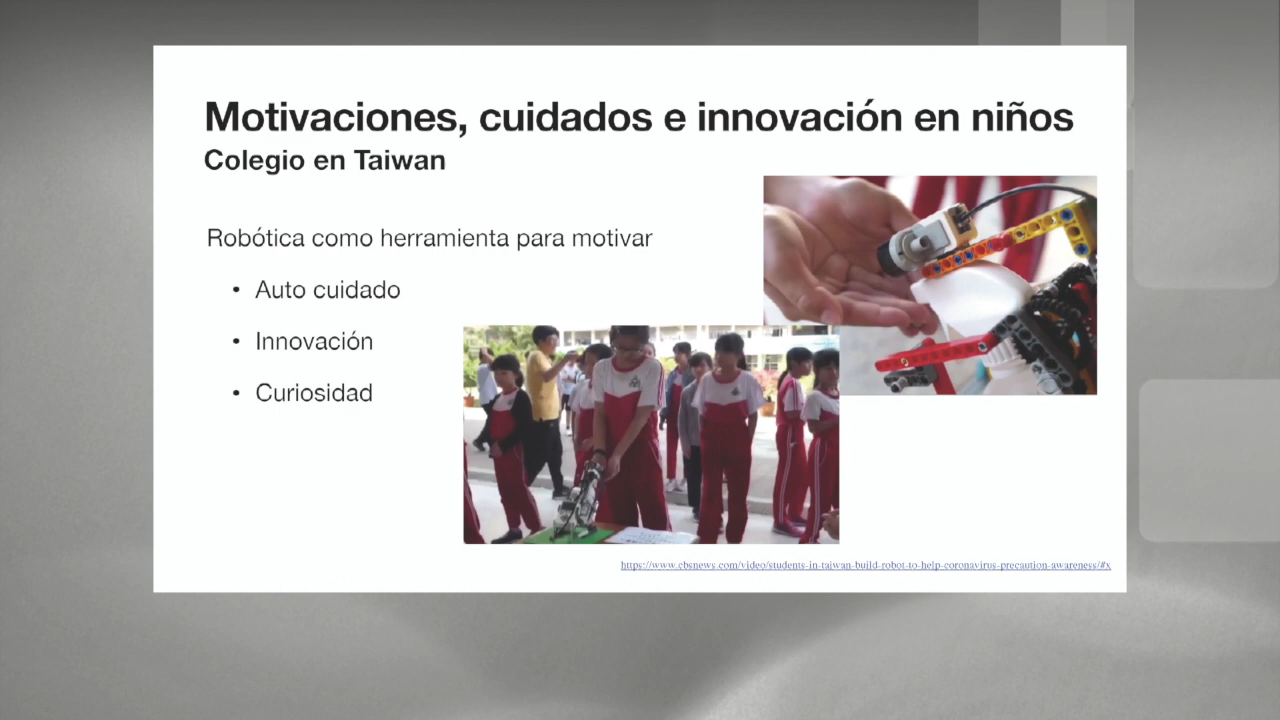 Motivaciones, cuidados e innovación en niños
Colegio en Taiwan
Robótica como herramienta para motivar
• Auto cuidado
• Innovación
• Curiosidad
https://www.cbsnews.com/video/students-in-taiwan-build-robot-to-help-coronavirus-precaution-awareness/#x